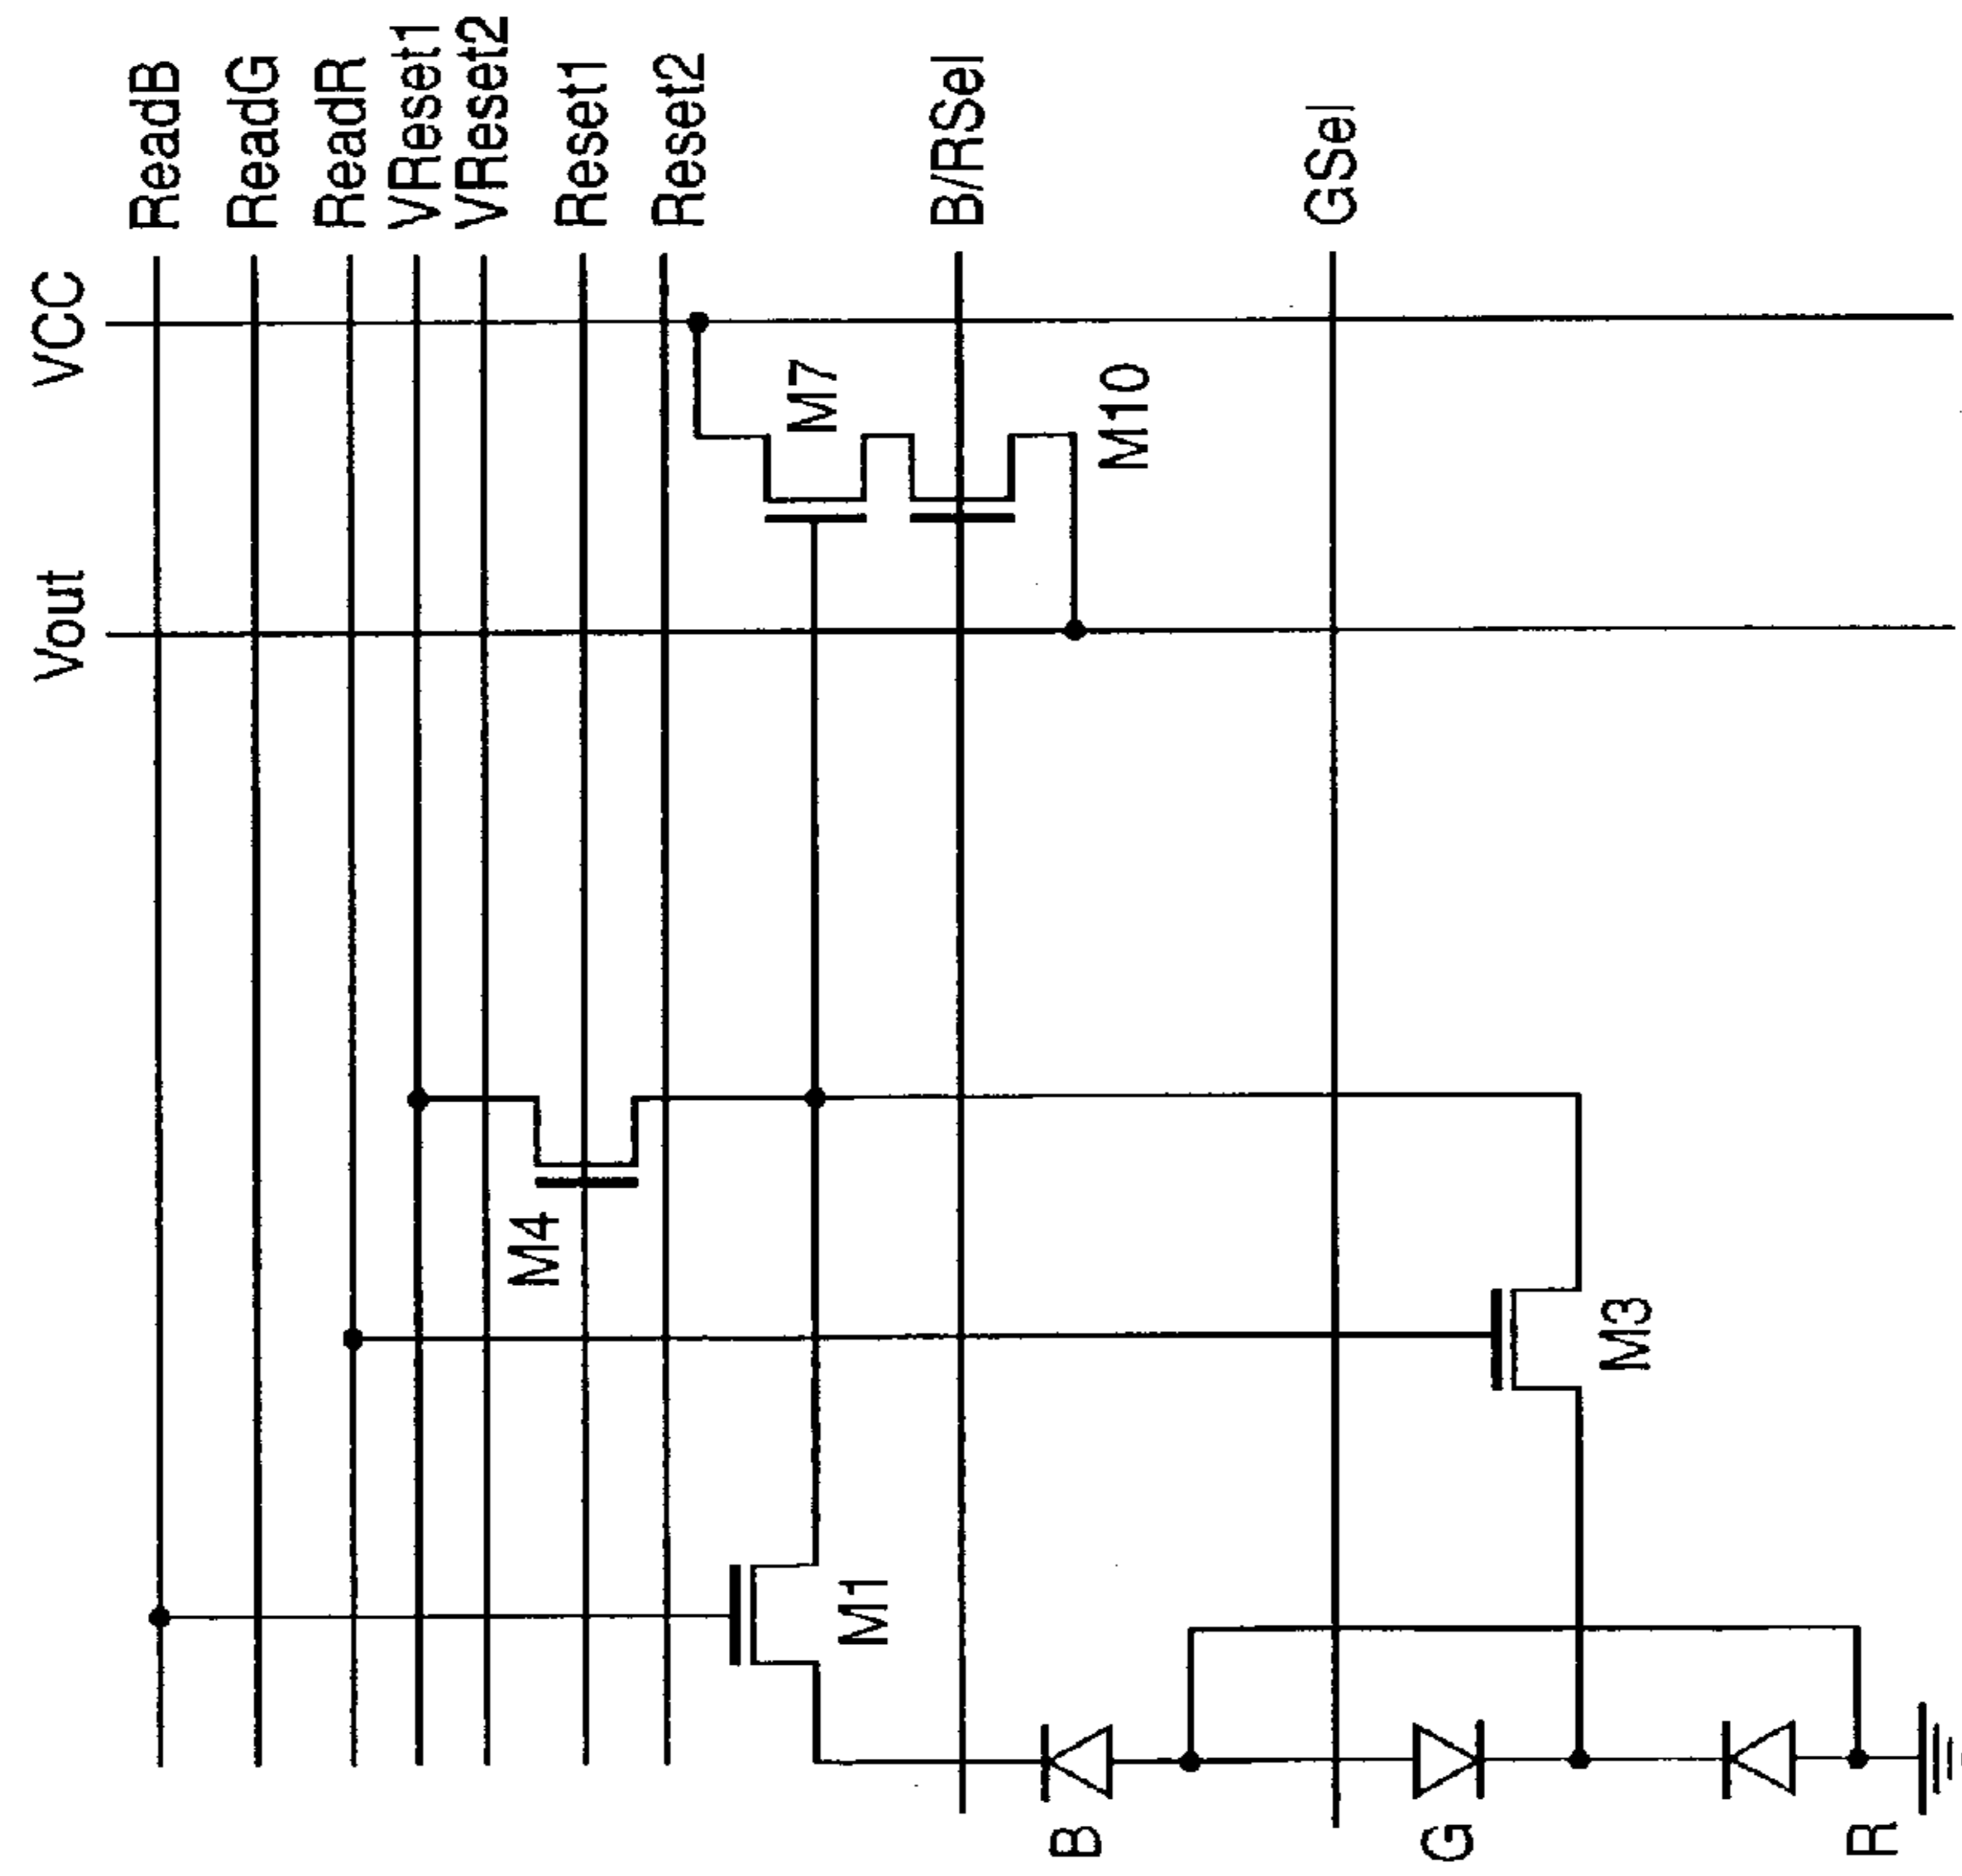 ReadB
ReadG
ReadR
VReset1
VReset2
Reset1
Reset2
B/RSel
GSel
VCC
Vout
M7
M10
M4
M3
M1
B
G
R